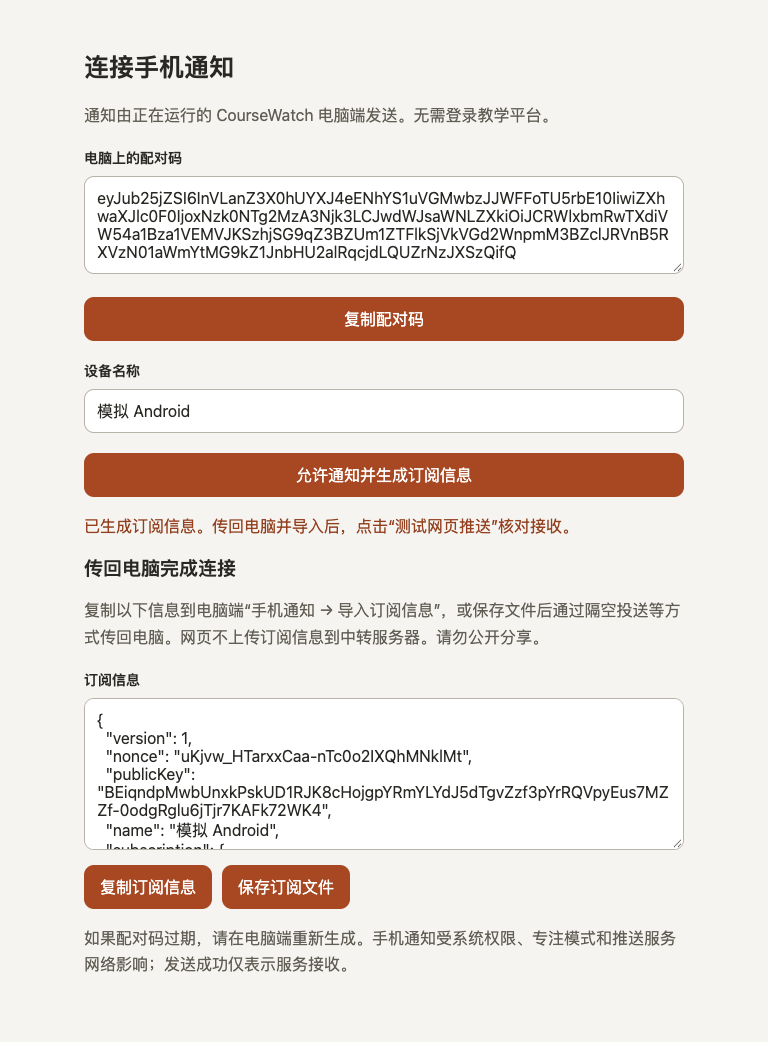 连接手机通知
通知由正在运行的 CourseWatch 电脑端发送。无需登录教学平台。
电脑上的配对码
eyJub25jZSI6InVLanZ3X0hUYXJ4eENhYS1uVGMwbzJJWFFoTU5rbE10IiwiZXh
waXJlc0F0IjoxNzk0NTg2MzA3Njk3LCJwdWJsaWNLZXkiOiJCRWlxbmRwTXdiV
W54a1Bza1VEMVJKSzhjSG9qZ3BZUm1ZTFlkSjVkVGd2WnpmM3BZclJRVnB5R
XVzN01aWmYtMG9kZ1JnbHU2alRqcjdLQUZrNzJXSzQifQ
复制配对码
设备名称
模拟 Android
允许通知并生成订阅信息
已生成订阅信息。传回电脑并导入后，点击“测试网页推送”核对接收。
传回电脑完成连接
复制以下信息到电脑端“手机通知 → 导入订阅信息”，或保存文件后通过隔空投送等方
式传回电脑。网页不上传订阅信息到中转服务器。请勿公开分享。
订阅信息
{
"version": 1,
"nonce": "uKjvw_HTarxxCaa-nTc0o2IXQhMNklMt",
"publicKey":
"BEiqndpMwbUnxkPskUD1RJK8cHojgpYRmYLYdJ5dTgvZzf3pYrRQVpyEus7MZ
Zf-0odgRglu6jTjr7KAFk72WK4",
"name": "模拟 Android",
"subscription": {
复制订阅信息
保存订阅文件
如果配对码过期，请在电脑端重新生成。手机通知受系统权限、专注模式和推送服务
网络影响；发送成功仅表示服务接收。